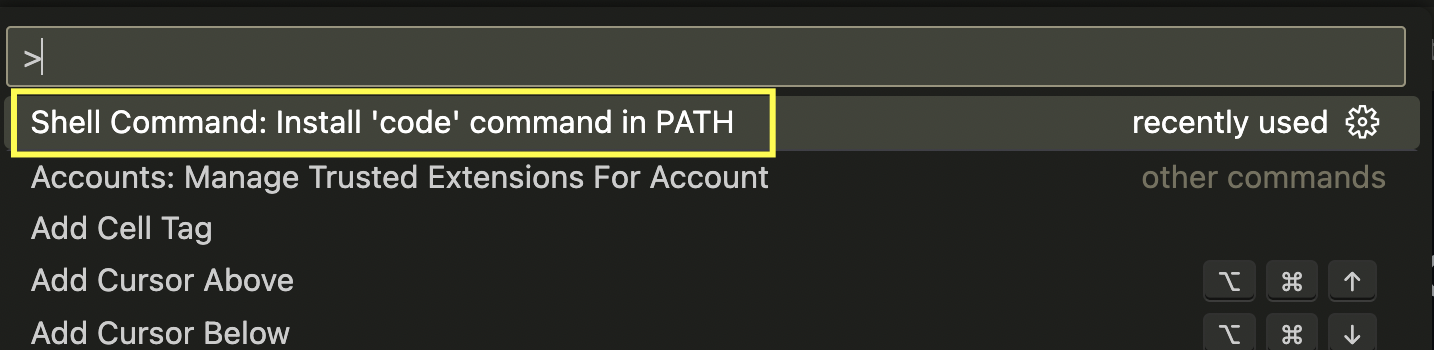 >
Shell Command: Install 'code' command in PATH recently used
Accounts: Manage Trusted Extensions For Account other commands
Add Cell Tag
Add Cursor Above ⌥ ⌘ ↑
Add Cursor Below ⌥ ⌘ ↓